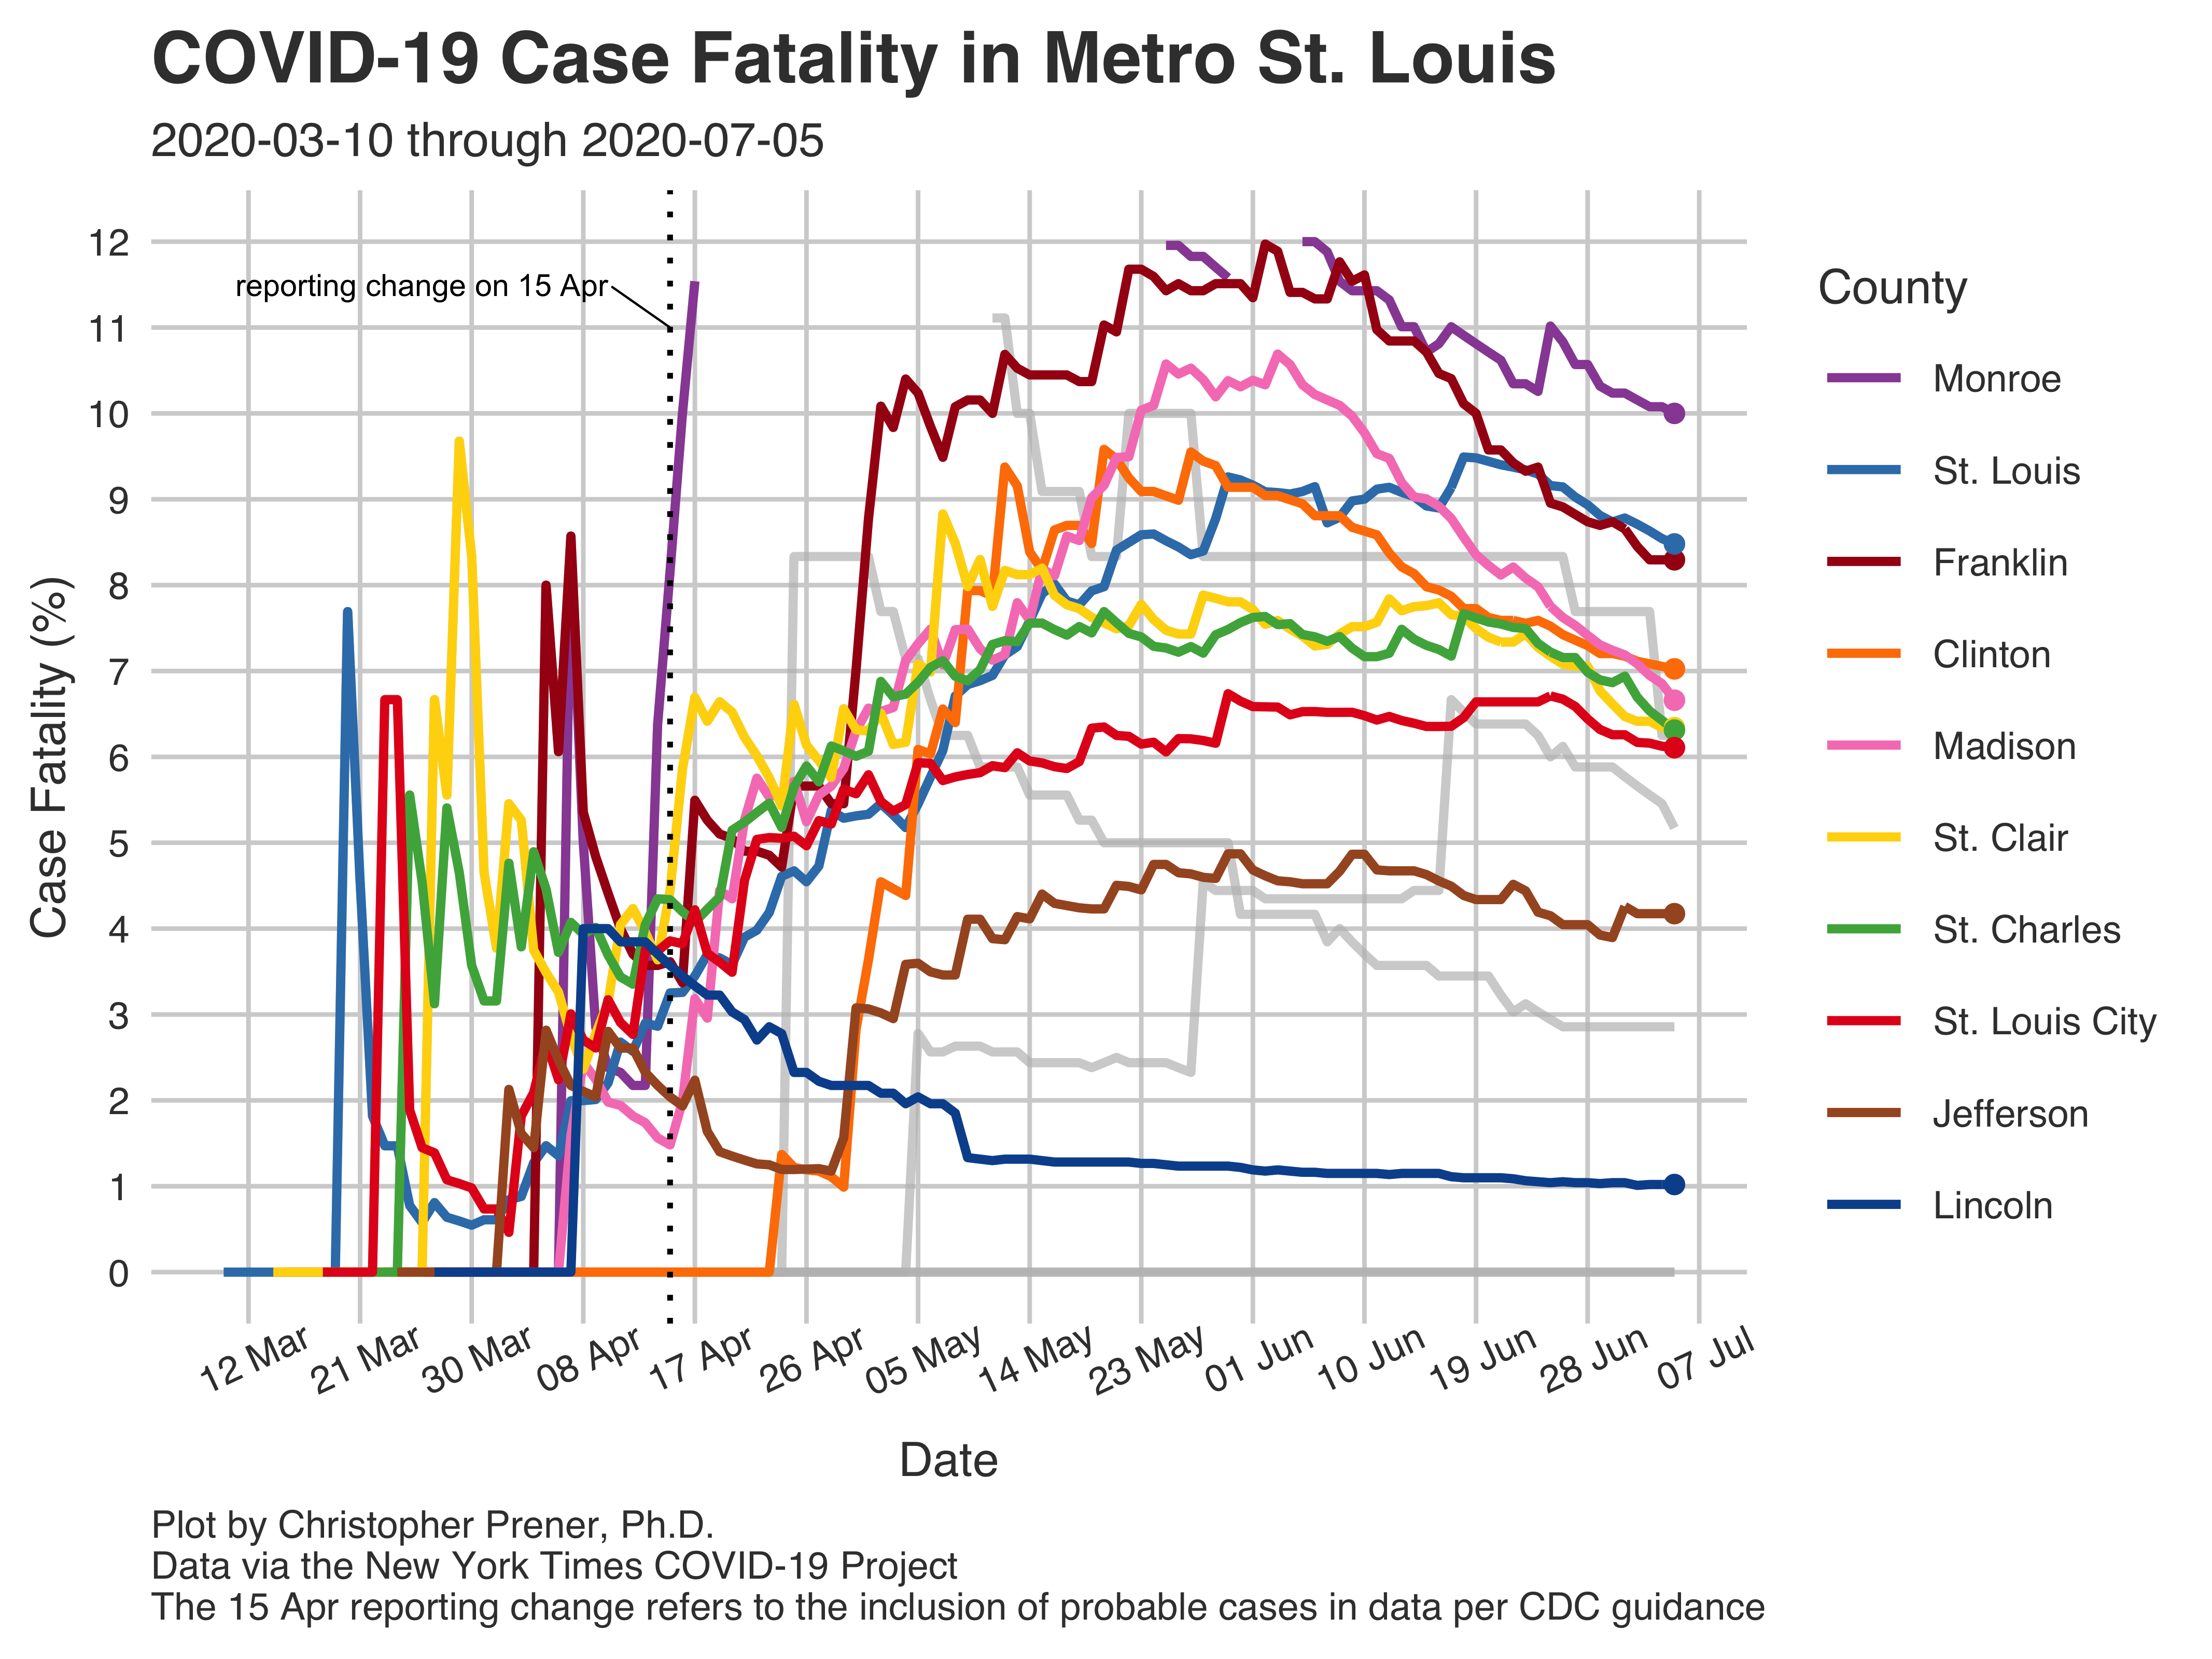 COVID-19 Case Fatality in Metro St. Louis
2020-03-10 through 2020-07-05
12
11
10
9
8
7
6
5
4
3
2
1
0
Case Fatality (%)
reporting change on 15 Apr
12 Mar
21 Mar
30 Mar
08 Apr
17 Apr
26 Apr
05 May
14 May
23 May
01 Jun
10 Jun
19 Jun
28 Jun
07 Jul
Date
County
Monroe
St. Louis
Franklin
Clinton
Madison
St. Clair
St. Charles
St. Louis City
Jefferson
Lincoln
Plot by Christopher Prener, Ph.D.
Data via the New York Times COVID-19 Project
The 15 Apr reporting change refers to the inclusion of probable cases in data per CDC guidance